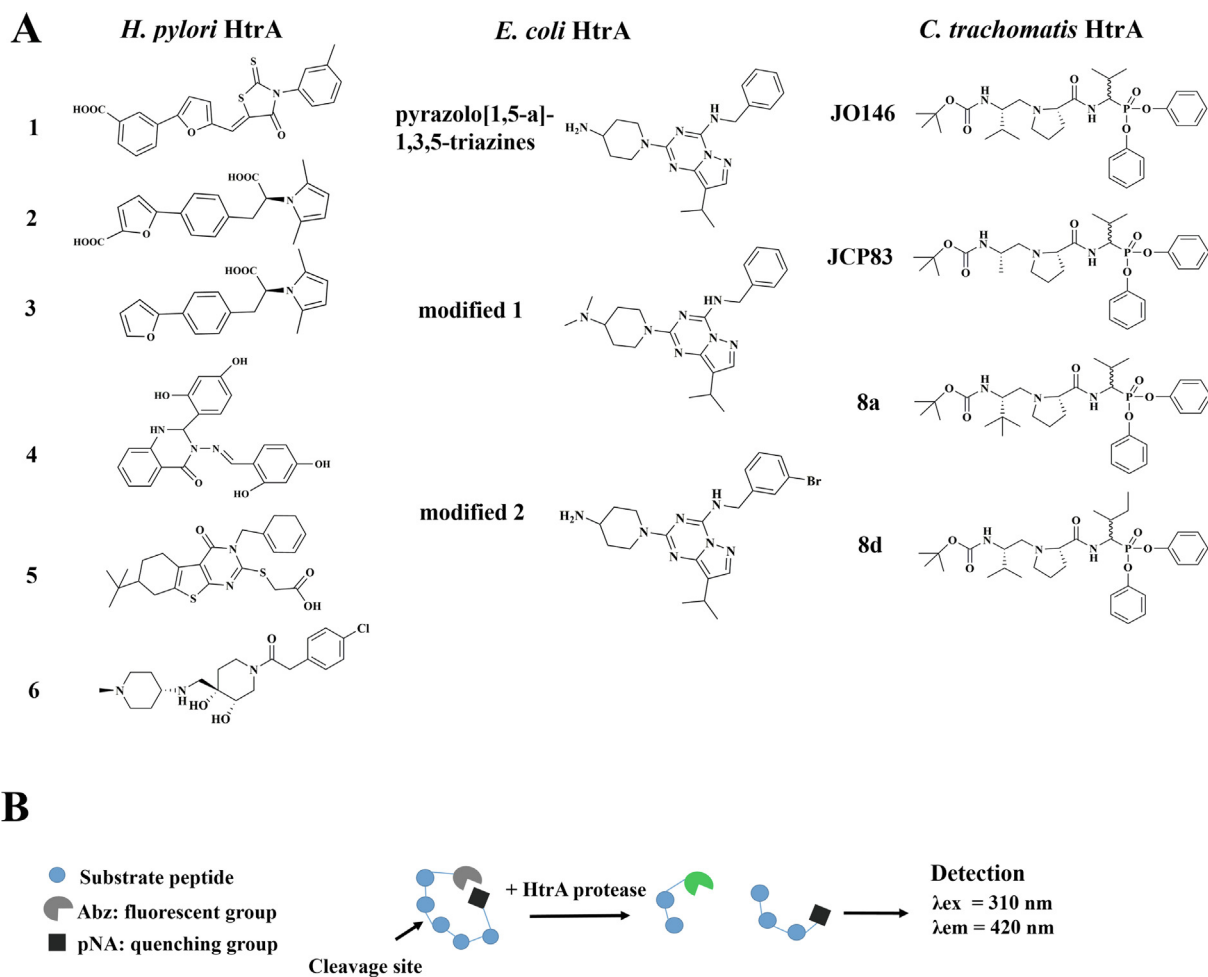 A
H. pylori HtrA
E. coli HtrA
C. trachomatis HtrA
1
HOOC
O
S
S
N
O
2
HOOC
O
HOOC
N
3
O
HOOC
N
4
OH
HO
HN
N
N
O
HO
OH
5
O
N
N
S
S
O
OH
6
N
N
H
HO
HO
N
O
Cl
pyrazolo[1,5-a]-
1,3,5-triazines
H2N
N
N
N
N
N
HN
modified 1
N
N
N
N
N
N
HN
modified 2
H2N
N
N
N
N
N
HN
Br
JO146
O
O
H
N
N
O
N
H
P
O
O
O
JCP83
O
O
H
N
N
O
N
H
P
O
O
O
8a
O
O
H
N
N
O
N
H
P
O
O
O
8d
O
O
H
N
N
O
N
H
P
O
O
O
B
Substrate peptide
Abz: fluorescent group
pNA: quenching group
Cleavage site
+ HtrA protease
Detection
λex = 310 nm
λem = 420 nm